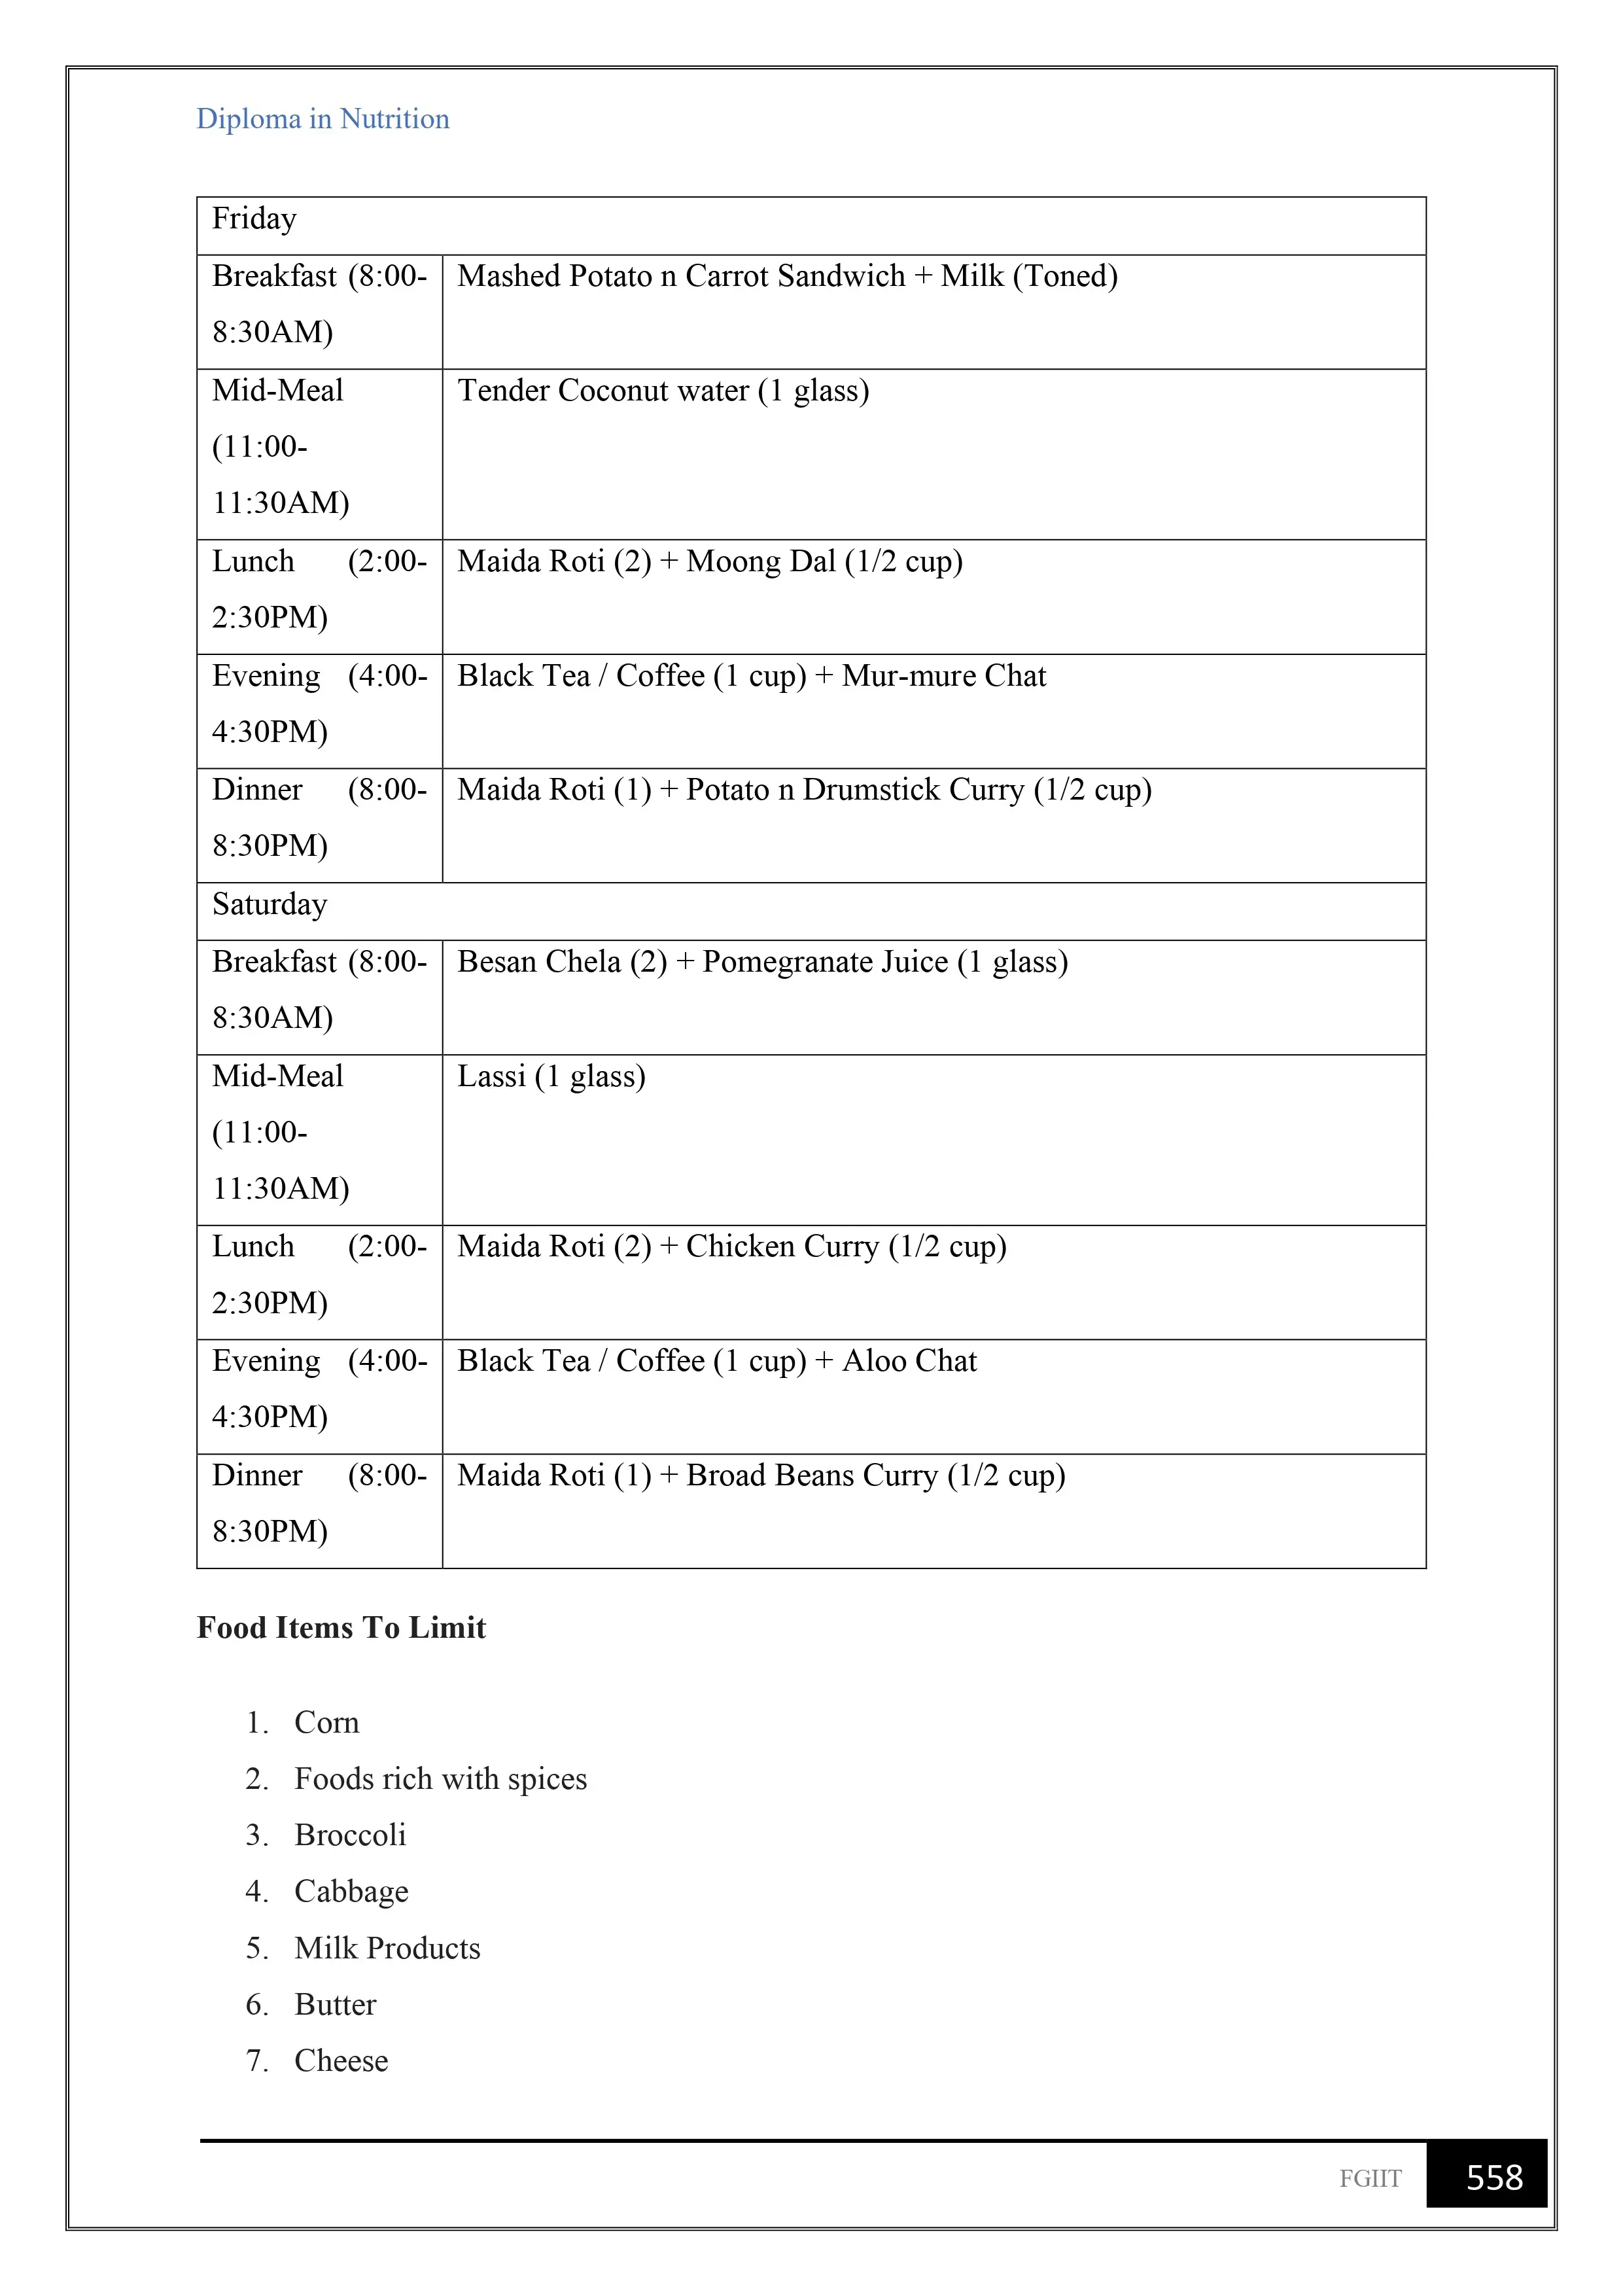 Diploma in Nutrition
Friday
Breakfast (8:00-
8:30AM)
Mashed Potato n Carrot Sandwich + Milk (Toned)
Mid-Meal
(11:00-
11:30AM)
Tender Coconut water (1 glass)
Lunch (2:00-
2:30PM)
Maida Roti (2) + Moong Dal (1/2 cup)
Evening (4:00-
4:30PM)
Black Tea / Coffee (1 cup) + Mur-mure Chat
Dinner (8:00-
8:30PM)
Maida Roti (1) + Potato n Drumstick Curry (1/2 cup)
Saturday
Breakfast (8:00-
8:30AM)
Besan Chela (2) + Pomegranate Juice (1 glass)
Mid-Meal
(11:00-
11:30AM)
Lassi (1 glass)
Lunch (2:00-
2:30PM)
Maida Roti (2) + Chicken Curry (1/2 cup)
Evening (4:00-
4:30PM)
Black Tea / Coffee (1 cup) + Aloo Chat
Dinner (8:00-
8:30PM)
Maida Roti (1) + Broad Beans Curry (1/2 cup)
Food Items To Limit
1. Corn
2. Foods rich with spices
3. Broccoli
4. Cabbage
5. Milk Products
6. Butter
7. Cheese
FGIIT 558